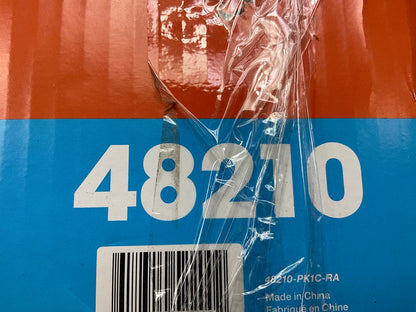 48210
48210-PK1C-RA
Made in China
Fabriqué en Chine